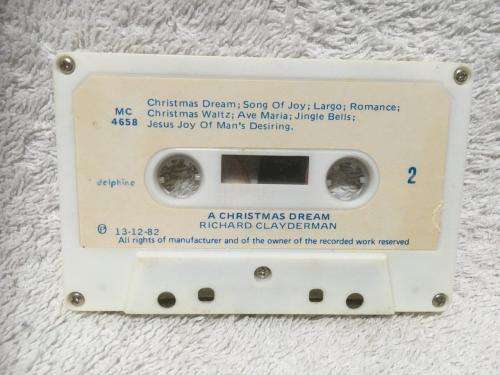 Christmas Dream; Song Of Joy; Largo; Romance;
MC Christmas Waltz; Ave Maria; Jingle Bells;
4658 Jesus Joy Of Man's Desiring.
delphine 2
A CHRISTMAS DREAM
RICHARD CLAYDERMAN
Ⓟ 13-12-82
All rights of manufacturer and of the owner of the recorded work reserved